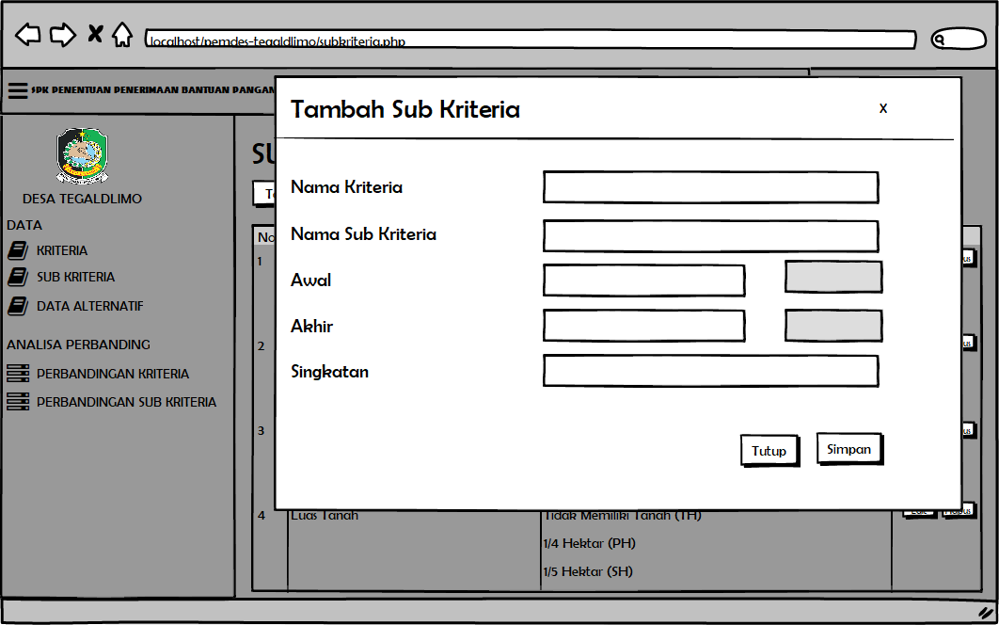 localhost/pemdes-tegaldlimo/subkriteria.php
SPK PENENTUAN PENERIMAAN BANTUAN PANGAN
Tambah Sub Kriteria
x
DESA TEGALDLIMO
DATA
KRITERIA
SUB KRITERIA
DATA ALTERNATIF
ANALISA PERBANDING
PERBANDINGAN KRITERIA
PERBANDINGAN SUB KRITERIA
Nama Kriteria
Nama Sub Kriteria
Awal
Akhir
Singkatan
Tutup
Simpan
No
1
2
3
4 Luas Tanah Tidak Memiliki Tanah (TH)
1/4 Hektar (PH)
1/5 Hektar (SH)
Edit Hapus